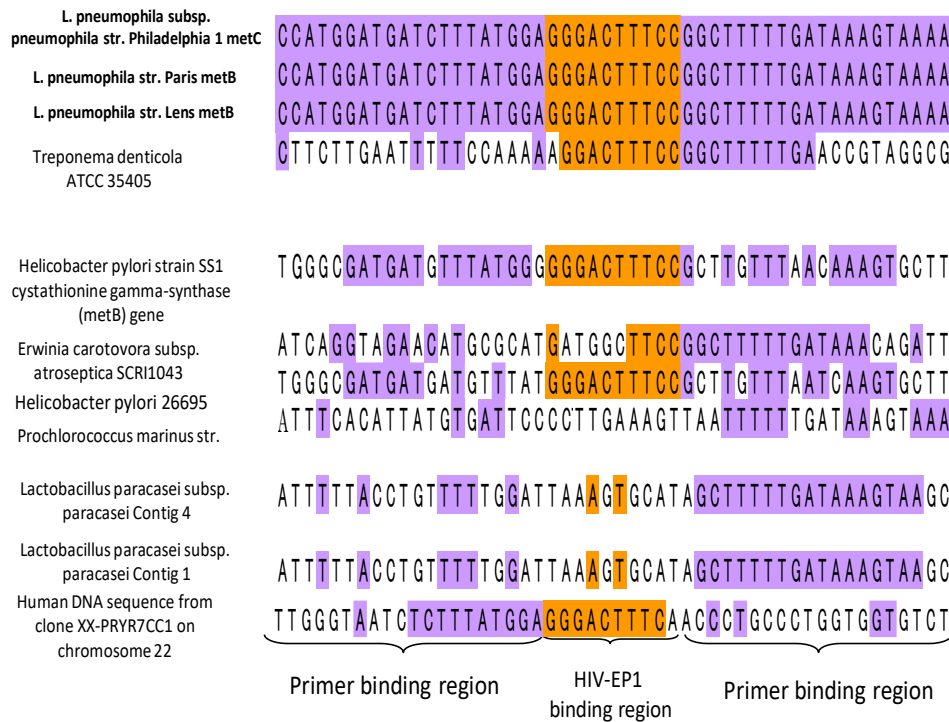 L. pneumophila subsp.
pneumophila str. Philadelphia 1 metC
CCATGGATGATCTTTATGGAGGGACTTTCCGGCTTTTTGATAAAGTAAAA
L. pneumophila str. Paris metB
CCATGGATGATCTTTATGGAGGGACTTTCCGGCTTTTTGATAAAGTAAAA
L. pneumophila str. Lens metB
CCATGGATGATCTTTATGGAGGGACTTTCCGGCTTTTTGATAAAGTAAAA
Treponema denticola
ATCC 35405
CTTCTTGAATTTTTCCAAAAAGGACTTTCCGGCTTTTTGAACCGTAGGCG
Helicobacter pylori strain SS1
cystathionine gamma-synthase
(metB) gene
TGGGCGATGATGTTTATGGGGGGACTTTCCGCTTGTTTAACAAAGTGCTT
Erwinia carotovora subsp.
atroseptica SCRI1043
ATCAGGTAGAACATGCGCATGATGGCTTCCGGCTTTTTGATAAACAGATT
Helicobacter pylori 26695
TGGGCGATGATGATGTTTATGGGACTTTCCGCTTGTTTAATCAAGTGCTT
Prochlorococcus marinus str.
ATTTCACATTATGTGATTCCCCTTGAAAGTTAATTTTTTGATAAAGTAAA
Lactobacillus paracasei subsp.
paracasei Contig 4
ATTTTTACCTGTTTTTGGATTAAAGTGCATAGCTTTTTGATAAAGTAAGC
Lactobacillus paracasei subsp.
paracasei Contig 1
ATTTTTACCTGTTTTTGGATTAAAGTGCATAGCTTTTTGATAAAGTAAGC
Human DNA sequence from
clone XX-PRYR7CC1 on
chromosome 22
TTGGGTAATCTCTTTATGGAGGGACTTTCAACCCTGCCCTGGTGGTGTCT
Primer binding region
HIV-EP1
binding region
Primer binding region